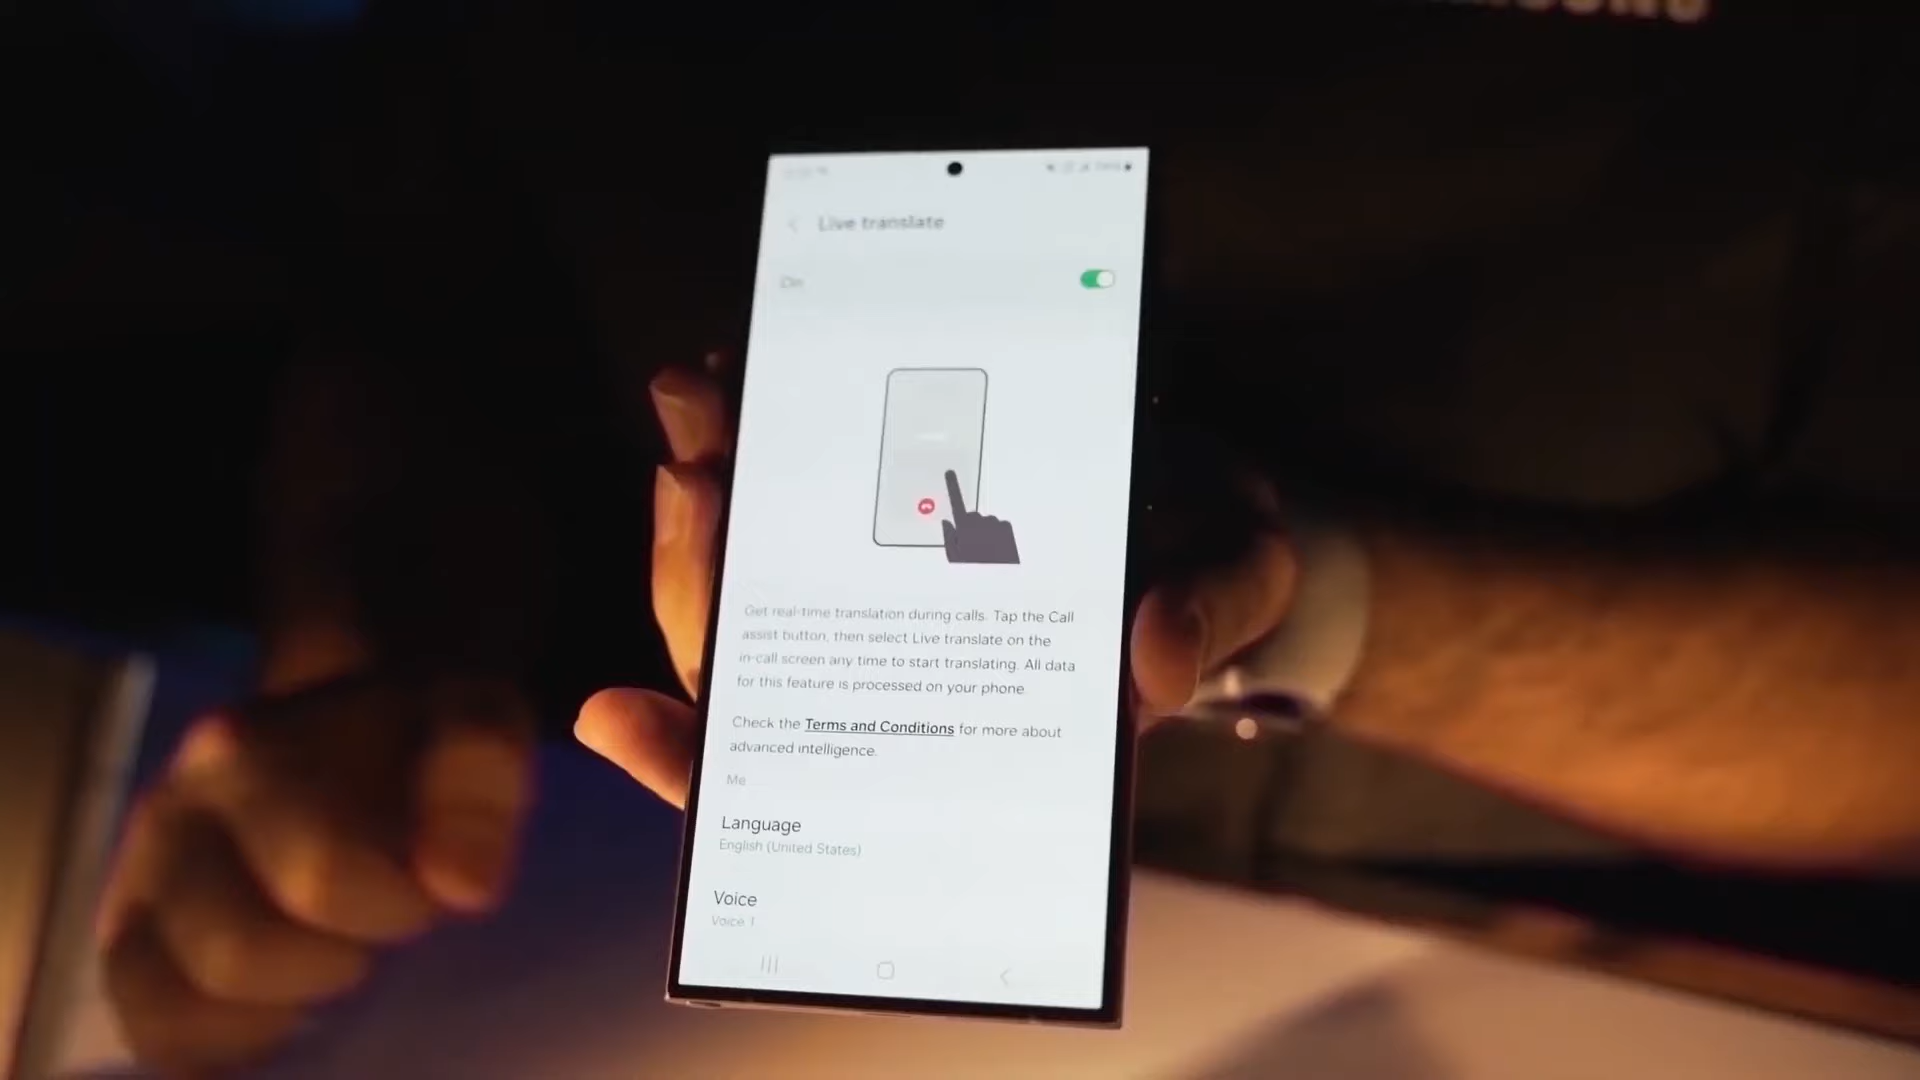 Live translate
On
Get real-time translation during calls. Tap the Call
assist button, then select Live translate on the
in-call screen any time to start translating. All data
for this feature is processed on your phone.
Check the Terms and Conditions for more about
advanced intelligence.
Me
Language
English (United States)
Voice
Voice 1